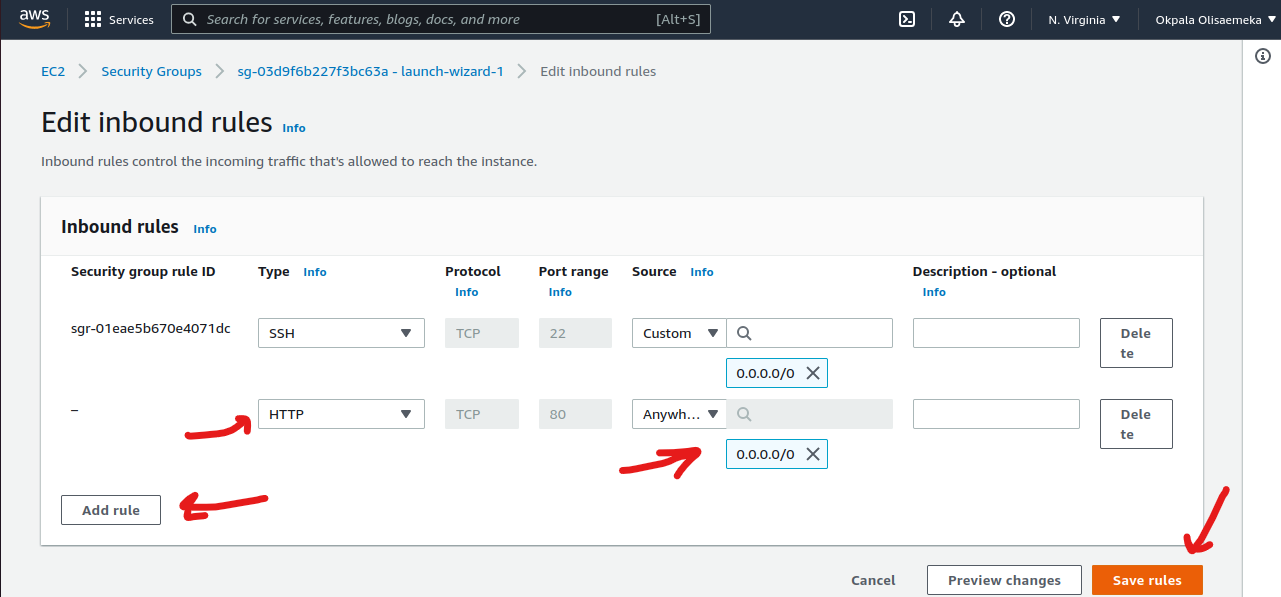 aws Services Search for services, features, blogs, docs, and more [Alt+S] N. Virginia Okpala Olisaemeka
EC2 Security Groups sg-03d9f6b227f3bc63a - launch-wizard-1 Edit inbound rules
Edit inbound rules Info
Inbound rules control the incoming traffic that's allowed to reach the instance.
Inbound rules Info
Security group rule ID Type Info Protocol Port range Source Info Description - optional
Info Info Info
sgr-01eae5b670e4071dc SSH TCP 22 Custom Dele
te
0.0.0.0/0
– HTTP TCP 80 Anywh... Dele
te
0.0.0.0/0
Add rule
Cancel Preview changes Save rules